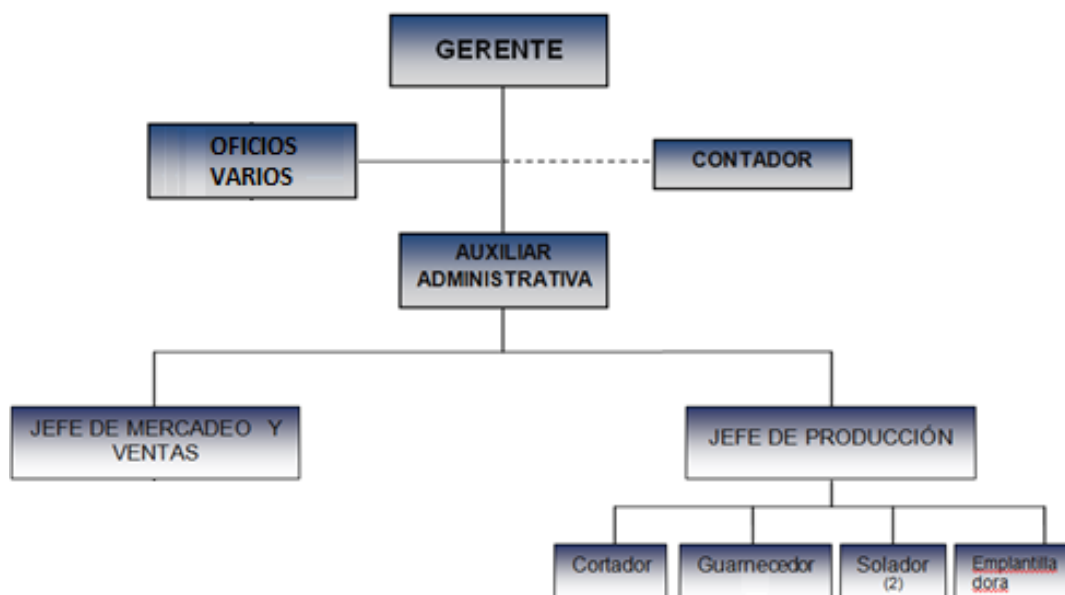 GERENTE
OFICIOS
VARIOS
CONTADOR
AUXILIAR
ADMINISTRATIVA
JEFE DE MERCADEO Y
VENTAS
JEFE DE PRODUCCIÓN
Cortador
Guarnecedor
Solador
(2)
Emplantilla
dora